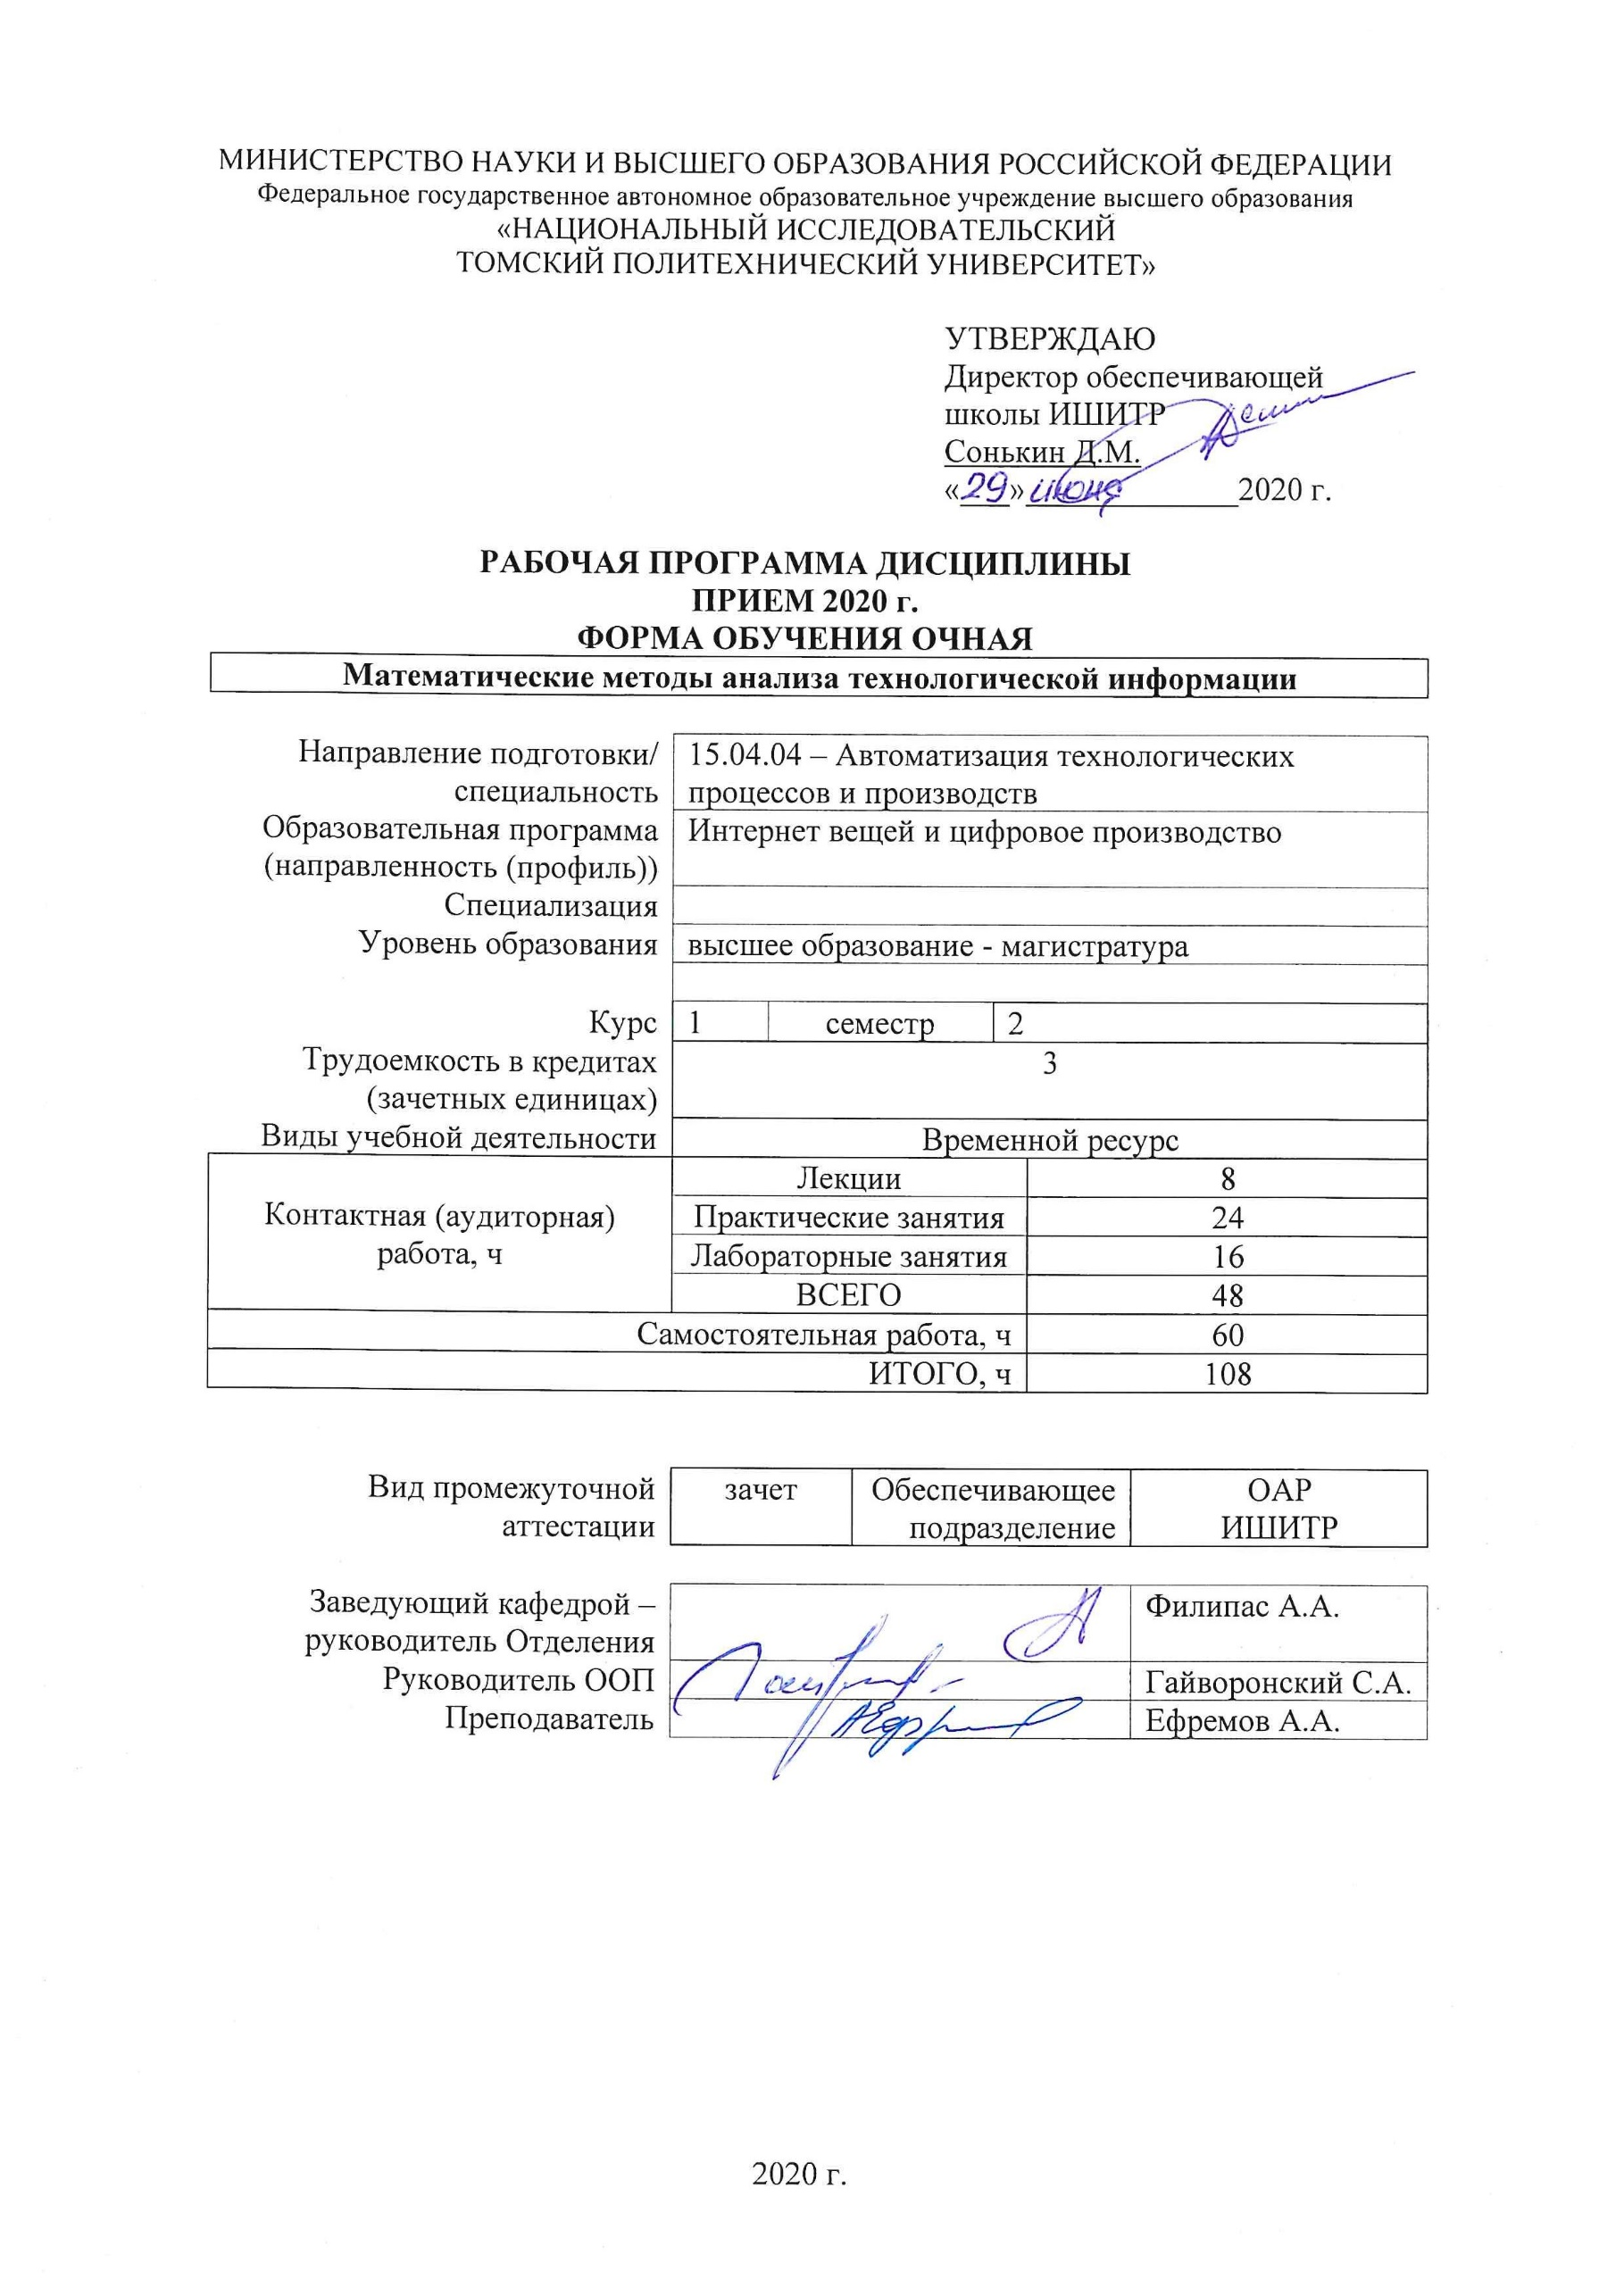 МИНИСТЕРСТВО НАУКИ И ВЫСШЕГО ОБРАЗОВАНИЯ РОССИЙСКОЙ ФЕДЕРАЦИИ
Федеральное государственное автономное образовательное учреждение высшего образования
«НАЦИОНАЛЬНЫЙ ИССЛЕДОВАТЕЛЬСКИЙ
ТОМСКИЙ ПОЛИТЕХНИЧЕСКИЙ УНИВЕРСИТЕТ»
УТВЕРЖДАЮ
Директор обеспечивающей
школы ИШИТР
Сонькин Д.М.
«29» июня 2020 г.
РАБОЧАЯ ПРОГРАММА ДИСЦИПЛИНЫ
ПРИЕМ 2020 г.
ФОРМА ОБУЧЕНИЯ ОЧНАЯ
Математические методы анализа технологической информации
Направление подготовки/ 15.04.04 – Автоматизация технологических
специальность процессов и производств
Образовательная программа Интернет вещей и цифровое производство
(направленность (профиль))
Специализация
Уровень образования высшее образование - магистратура
Курс 1 семестр 2
Трудоемкость в кредитах 3
(зачетных единицах)
Виды учебной деятельности Временной ресурс
Лекции 8
Контактная (аудиторная) Практические занятия 24
работа, ч Лабораторные занятия 16
ВСЕГО 48
Самостоятельная работа, ч 60
ИТОГО, ч 108
Вид промежуточной зачет Обеспечивающее ОАР
аттестации подразделение ИШИТР
Заведующий кафедрой – Филипас А.А.
руководитель Отделения
Руководитель ООП Гайворонский С.А.
Преподаватель Ефремов А.А.
2020 г.